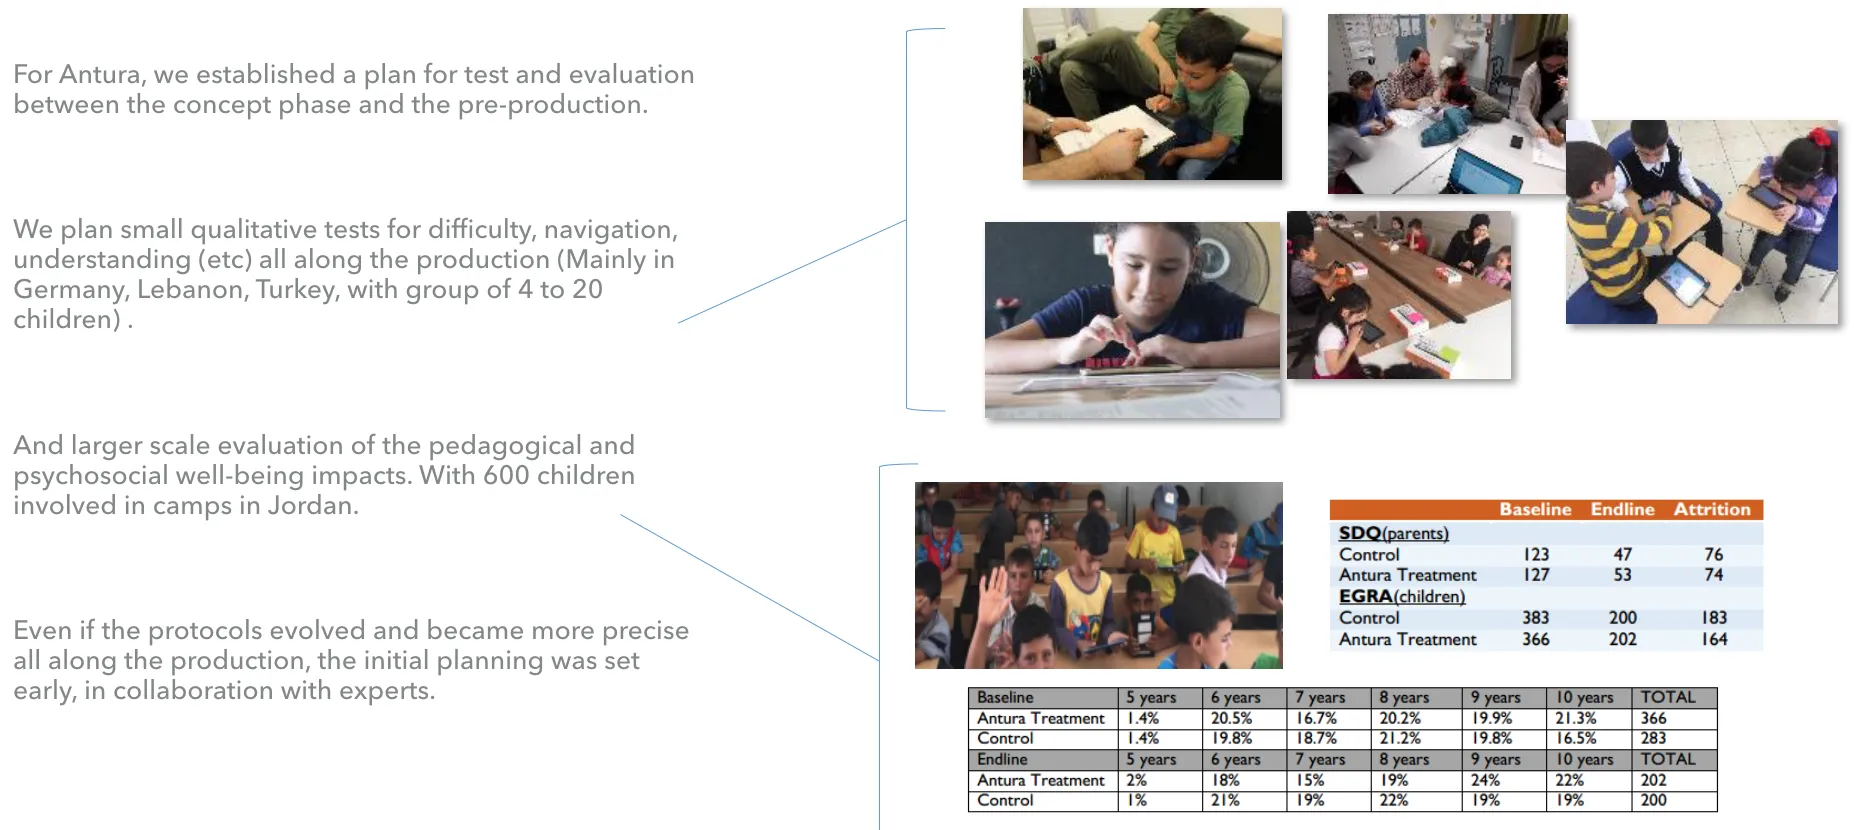 For Antura, we established a plan for test and evaluation
between the concept phase and the pre-production.
We plan small qualitative tests for difficulty, navigation,
understanding (etc) all along the production (Mainly in
Germany, Lebanon, Turkey, with group of 4 to 20
children) .
And larger scale evaluation of the pedagogical and
psychosocial well-being impacts. With 600 children
involved in camps in Jordan.
Even if the protocols evolved and became more precise
all along the production, the initial planning was set
early, in collaboration with experts.
Baseline Endline Attrition
SDQ(parents)
Control 123 47 76
Antura Treatment 127 53 74
EGRA(children)
Control 383 200 183
Antura Treatment 366 202 164
Baseline 5 years 6 years 7 years 8 years 9 years 10 years TOTAL
Antura Treatment 1.4% 20.5% 16.7% 20.2% 19.9% 21.3% 366
Control 1.4% 19.8% 18.7% 21.2% 19.8% 16.5% 283
Endline 5 years 6 years 7 years 8 years 9 years 10 years TOTAL
Antura Treatment 2% 18% 15% 19% 24% 22% 202
Control 1% 21% 19% 22% 19% 19% 200